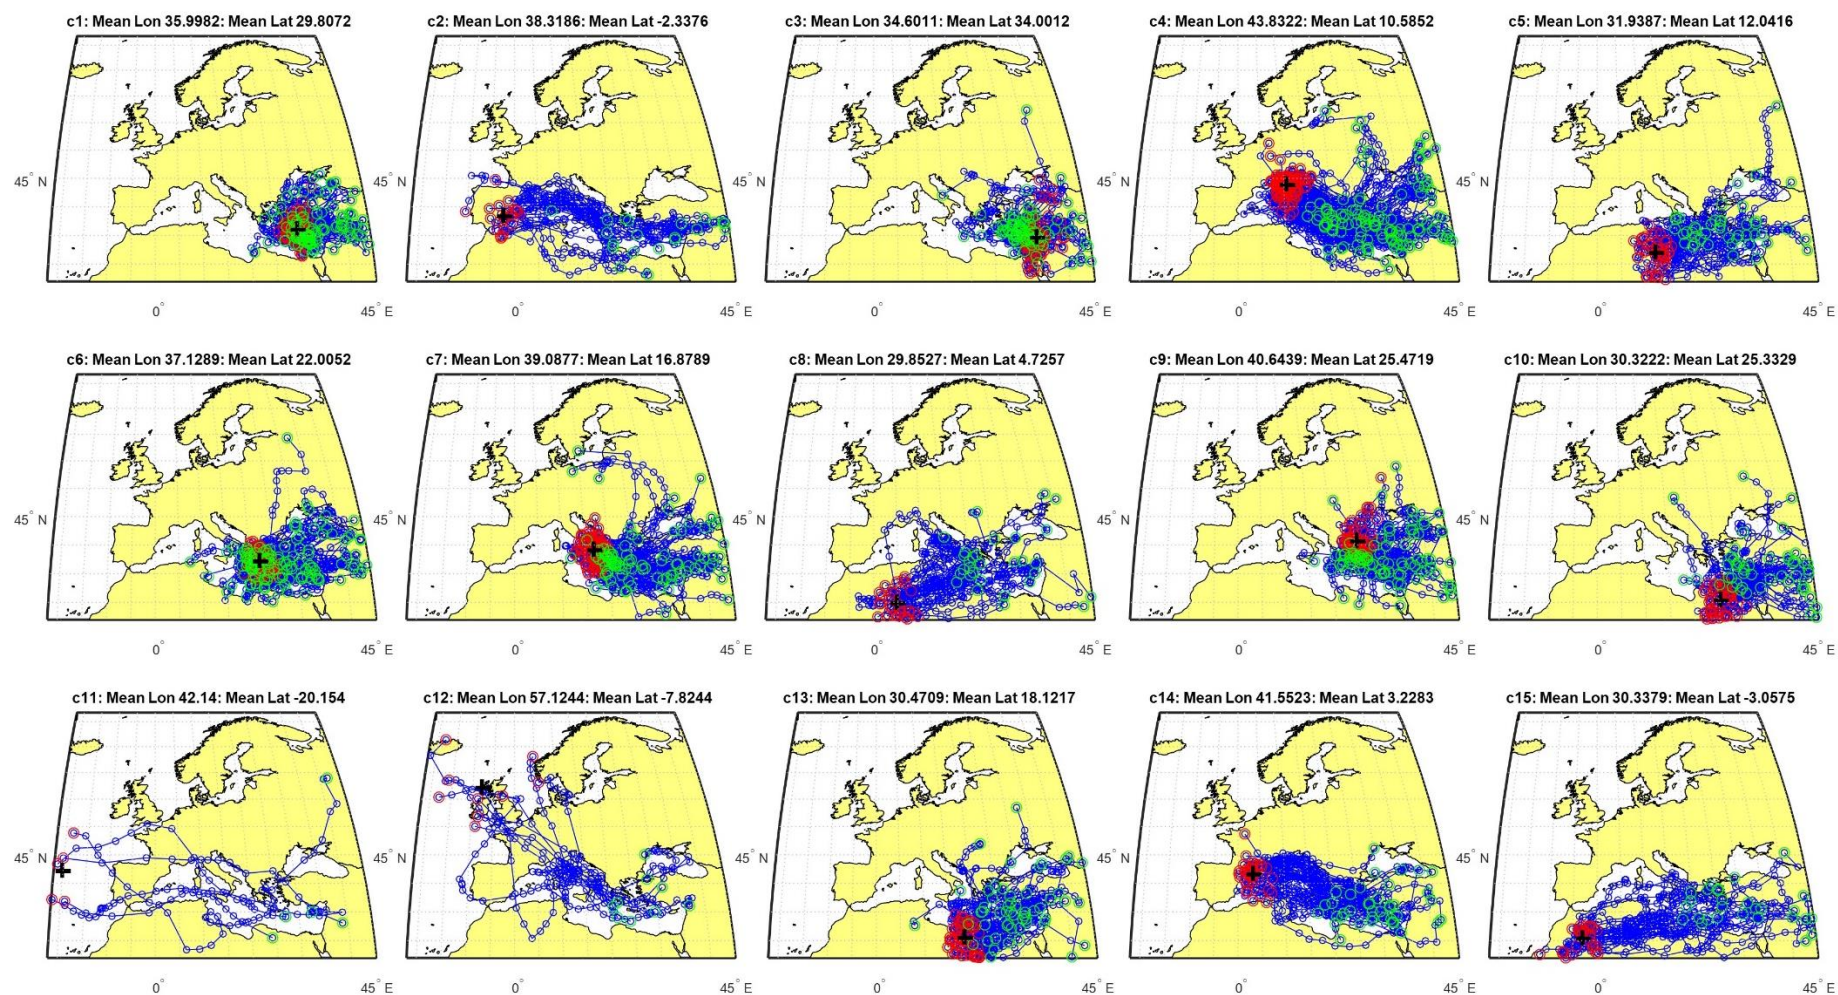 c1: Mean Lon 35.9982: Mean Lat 29.8072
c2: Mean Lon 38.3186: Mean Lat -2.3376
c3: Mean Lon 34.6011: Mean Lat 34.0012
c4: Mean Lon 43.8322: Mean Lat 10.5852
c5: Mean Lon 31.9387: Mean Lat 12.0416
45° N
45° N
45° N
45° N
45° N
0°
45° E
0°
45° E
0°
45° E
0°
45° E
0°
45° E
c6: Mean Lon 37.1289: Mean Lat 22.0052
c7: Mean Lon 39.0877: Mean Lat 16.8789
c8: Mean Lon 29.8527: Mean Lat 4.7257
c9: Mean Lon 40.6439: Mean Lat 25.4719
c10: Mean Lon 30.3222: Mean Lat 25.3329
45° N
45° N
45° N
45° N
45° N
0°
45° E
0°
45° E
0°
45° E
0°
45° E
0°
45° E
c11: Mean Lon 42.14: Mean Lat -20.154
c12: Mean Lon 57.1244: Mean Lat -7.8244
c13: Mean Lon 30.4709: Mean Lat 18.1217
c14: Mean Lon 41.5523: Mean Lat 3.2283
c15: Mean Lon 30.3379: Mean Lat -3.0575
45° N
45° N
45° N
45° N
45° N
0°
45° E
0°
45° E
0°
45° E
0°
45° E
0°
45° E